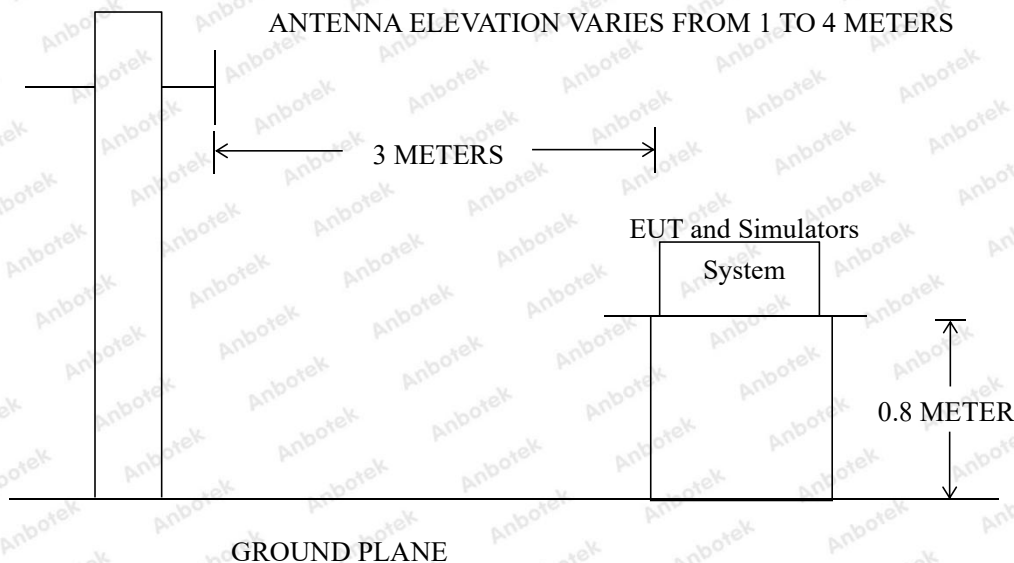 ANTENNA ELEVATION VARIES FROM 1 TO 4 METERS
3 METERS
EUT and Simulators
System
0.8 METER
GROUND PLANE
Anbotek